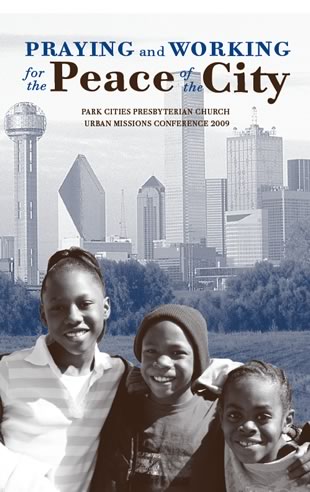 PRAYING and WORKING
for the Peace of the City
PARK CITIES PRESBYTERIAN CHURCH
URBAN MISSIONS CONFERENCE 2009